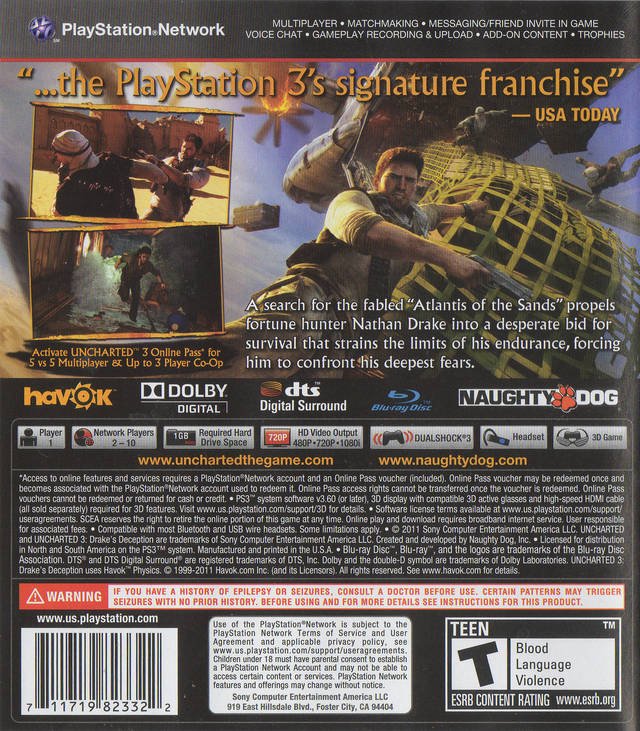 PlayStation®Network
MULTIPLAYER • MATCHMAKING • MESSAGING/FRIEND INVITE IN GAME
VOICE CHAT • GAMEPLAY RECORDING & UPLOAD • ADD-ON CONTENT • TROPHIES
“...the PlayStation 3's signature franchise”
— USA TODAY
A search for the fabled “Atlantis of the Sands” propels
fortune hunter Nathan Drake into a desperate bid for
survival that strains the limits of his endurance, forcing
him to confront his deepest fears.
Activate UNCHARTED™ 3 Online Pass* for
5 vs 5 Multiplayer & Up to 3 Player Co-Op
havok
DOLBY
DIGITAL
dts™
Digital Surround
Blu-ray Disc™
NAUGHTY DOG
Player
1
Network Players
2 – 10
1GB
Required Hard
Drive Space
720P
HD Video Output
480P•720P•1080i
DUALSHOCK®3
Headset
3D Game
www.unchartedthegame.com
www.naughtydog.com
*Access to online features and services requires a PlayStation®Network account and an Online Pass voucher (included). Online Pass voucher may be redeemed once and
becomes associated with the PlayStation®Network account used to redeem it. Online Pass access rights cannot be transferred once the voucher is redeemed. Online Pass
vouchers cannot be redeemed or returned for cash or credit. • PS3™ system software v3.60 (or later), 3D display with compatible 3D active glasses and high-speed HDMI cable
(all sold separately) required for 3D features. Visit www.us.playstation.com/support/3D for details. • Software license terms available at www.us.playstation.com/support/
useragreements. SCEA reserves the right to retire the online portion of this game at any time. Online play and download requires broadband internet service. User responsible
for associated fees. • Compatible with most Bluetooth and USB wire headsets. Some limitations apply. • © 2011 Sony Computer Entertainment America LLC. UNCHARTED
and UNCHARTED 3: Drake's Deception are trademarks of Sony Computer Entertainment America LLC. Created and developed by Naughty Dog, Inc. • Licensed for distribution
in North and South America on the PS3™ system. Manufactured and printed in the U.S.A. • Blu-ray Disc™, Blu-ray™, and the logos are trademarks of the Blu-ray Disc
Association. DTS® and DTS Digital Surround® are registered trademarks of DTS, Inc. Dolby and the double-D symbol are trademarks of Dolby Laboratories. UNCHARTED 3:
Drake's Deception uses Havok™ Physics. © 1999-2011 Havok.com Inc. (and its Licensors). All rights reserved. See www.havok.com for details.
WARNING
IF YOU HAVE A HISTORY OF EPILEPSY OR SEIZURES, CONSULT A DOCTOR BEFORE USE. CERTAIN PATTERNS MAY TRIGGER
SEIZURES WITH NO PRIOR HISTORY. BEFORE USING AND FOR MORE DETAILS SEE INSTRUCTIONS FOR THIS PRODUCT.
www.us.playstation.com
7 11719 82332 2
Use of the PlayStation®Network is subject to the
PlayStation Network Terms of Service and User
Agreement and applicable privacy policy, see
www.us.playstation.com/support/useragreements.
Children under 18 must have parental consent to establish
a PlayStation Network Account and may not be able to
access certain content or services. PlayStation Network
features and offerings may change without notice.
Sony Computer Entertainment America LLC
919 East Hillsdale Blvd., Foster City, CA 94404
TEEN
TM
T
Blood
Language
Violence
ESRB CONTENT RATING www.esrb.org